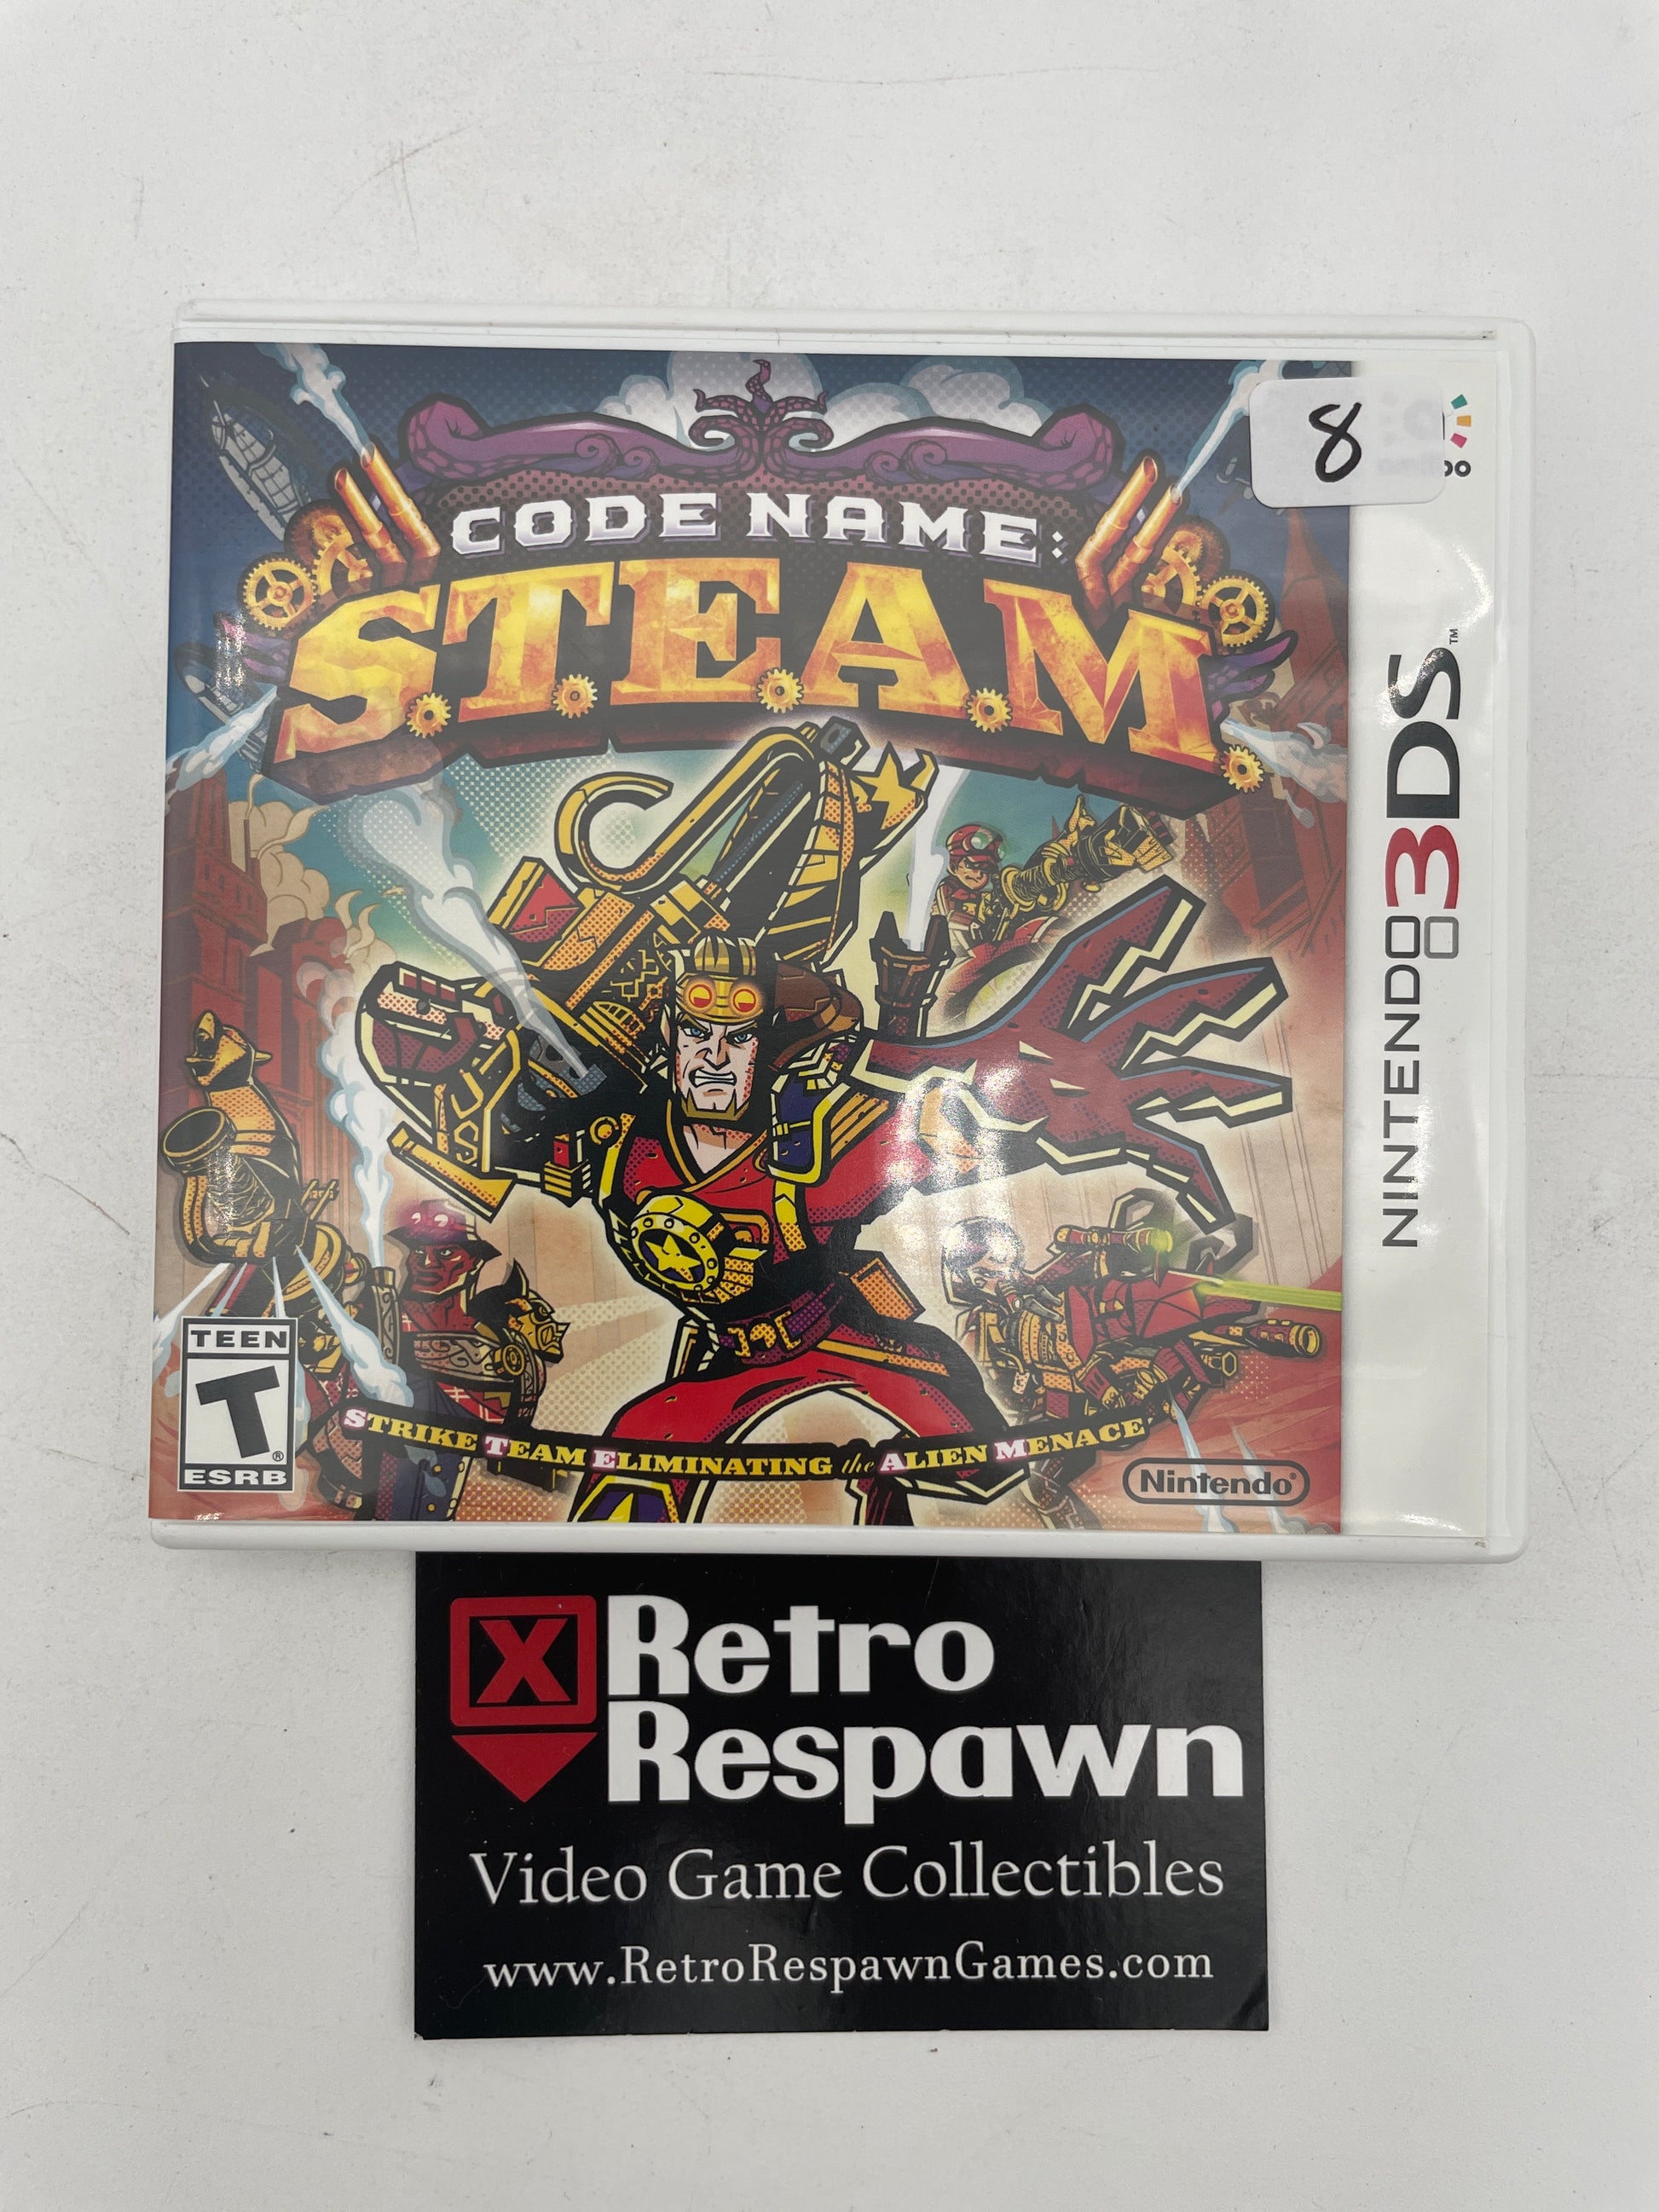 8
CODE NAME:
S.T.E.A.M.
NINTENDO 3DS™
TEEN
T®
ESRB
STRIKE TEAM ELIMINATING the ALIEN MENACE
Nintendo®
X Retro
Respawn
Video Game Collectibles
www.RetroRespawnGames.com